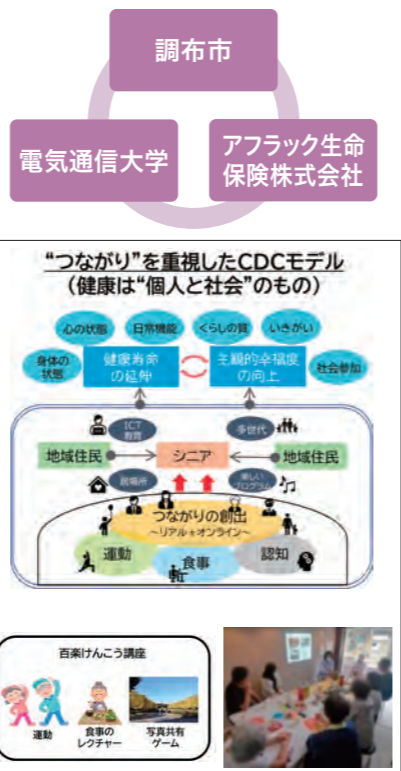 調布市
電気通信大学
アフラック生命
保険株式会社
“つながり”を重視したCDCモデル
(健康は“個人と社会”のもの)
心の状態
日常機能
くらしの質
いきがい
身体の
状態
健康寿命
の延伸
主観的幸福度
の向上
社会参加
ICT
教育
多世代
地域住民
シニア
地域住民
居場所
楽しい
プログラム
つながりの創出
~リアル+オンライン~
運動
食事
認知
百楽けんこう講座
運動
食事の
レクチャー
写真共有
ゲーム